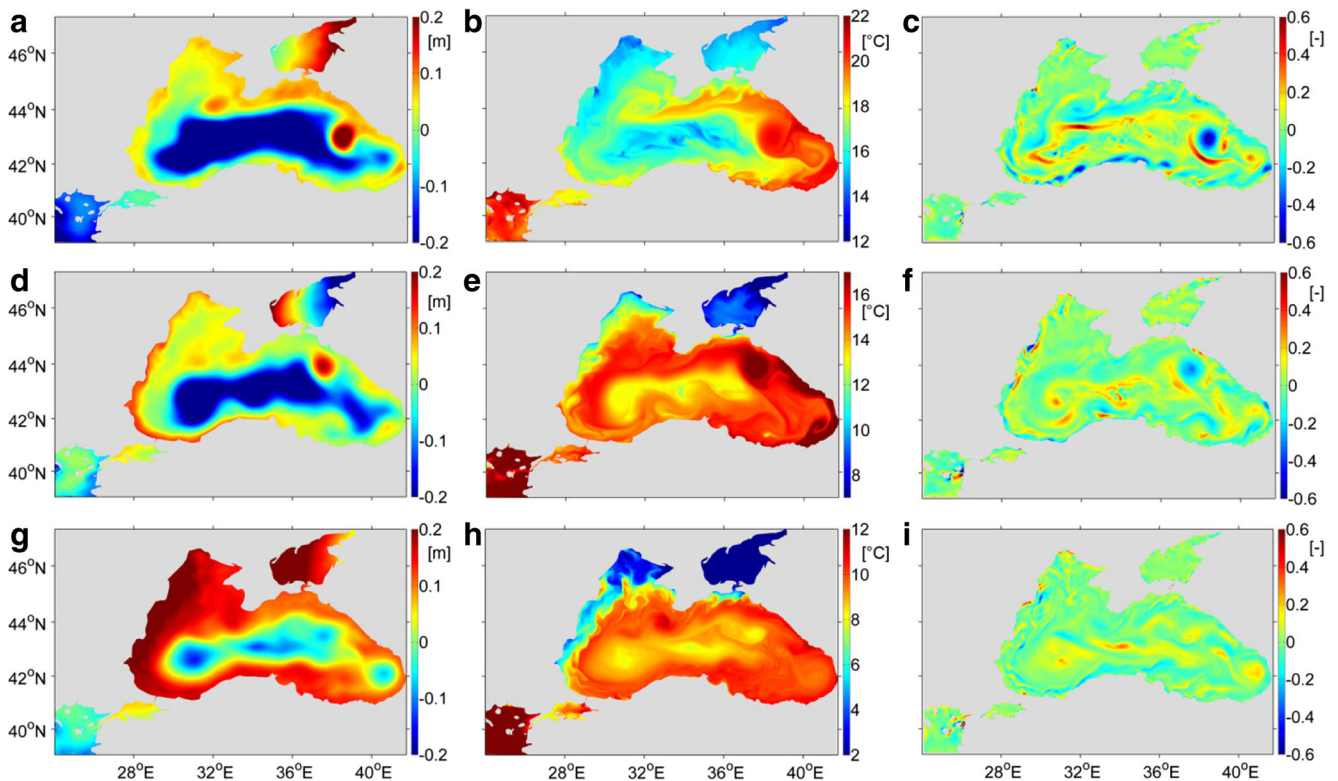 a 0.2 b 22 c 0.6
[m] [°C] [-]
46°N 0.1 20 0.4
44°N 18 0.2
0 16 0
42°N -0.1 14 -0.2
40°N -0.4
-0.2 12 -0.6
d 0.2 e f 0.6
[m] 16 [°C] [-]
46°N 0.1 14 0.4
44°N 0.2
0 12 0
42°N 10 -0.2
-0.1
40°N 8 -0.4
-0.2 -0.6
g 0.2 h 12 i 0.6
[m] [°C] [-]
46°N 0.1 10 0.4
44°N 8 0.2
0 6 0
42°N -0.1 4 -0.2
40°N -0.4
-0.2 2 -0.6
28°E 32°E 36°E 40°E 28°E 32°E 36°E 40°E 28°E 32°E 36°E 40°E